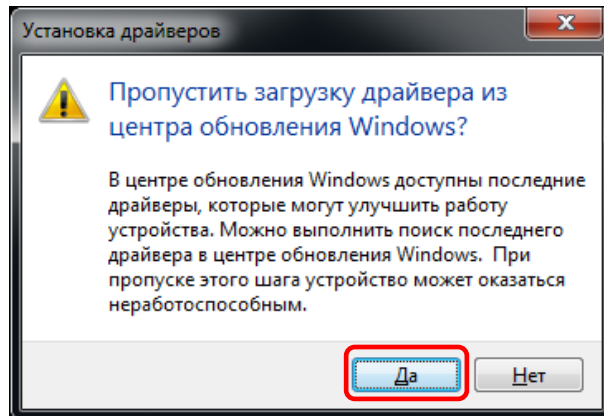 Установка драйверов
Пропустить загрузку драйвера из
центра обновления Windows?
В центре обновления Windows доступны последние
драйверы, которые могут улучшить работу
устройства. Можно выполнить поиск последнего
драйвера в центре обновления Windows. При
пропуске этого шага устройство может оказаться
неработоспособным.
Да
Нет